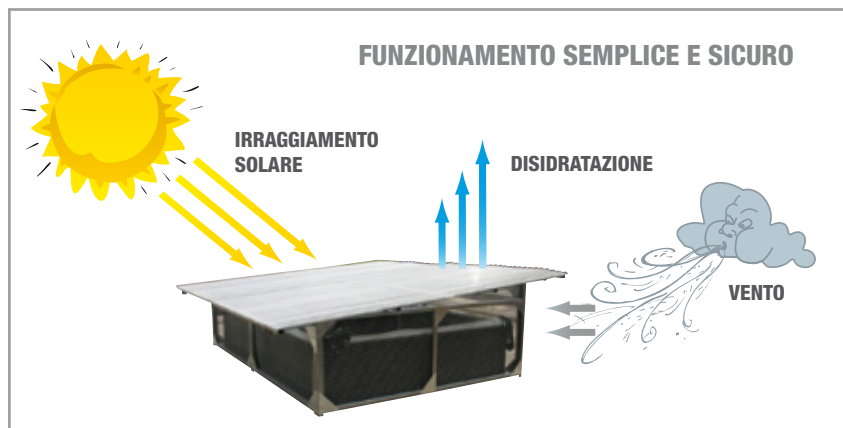 FUNZIONAMENTO SEMPLICE E SICURO
IRRAGGIAMENTO
SOLARE
DISIDRATAZIONE
VENTO